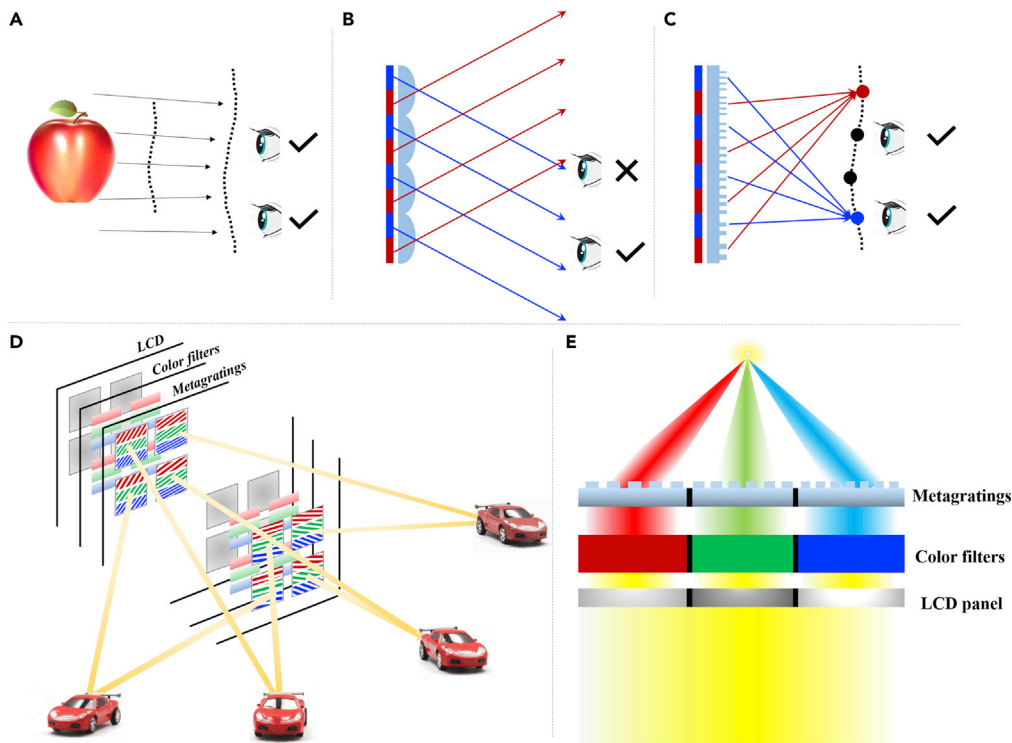 A
B
C
D
LCD
Color filters
Metagratings
E
Metagratings
Color filters
LCD panel